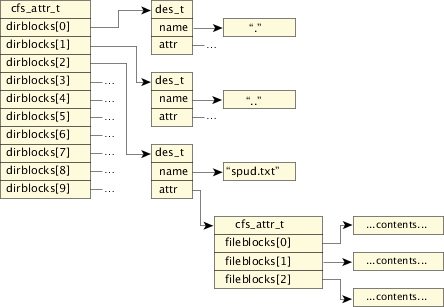 cfs_attr_t
dirblocks[0]
dirblocks[1]
dirblocks[2]
dirblocks[3] ...
dirblocks[4] ...
dirblocks[5] ...
dirblocks[6] ...
dirblocks[7] ...
dirblocks[8] ...
dirblocks[9] ...
des_t
name
“.”
attr ...
des_t
name
“..”
attr ...
des_t
name
“spud.txt”
attr
cfs_attr_t
fileblocks[0]
fileblocks[1]
fileblocks[2]
...contents...
...contents...
...contents...